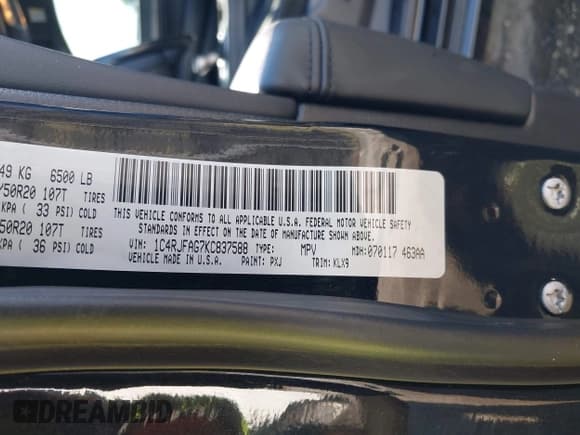 49 KG 6500 LB
/50R20 107T TIRES
KPA ( 33 PSI) COLD
50R20 107T TIRES
KPA ( 36 PSI) COLD
THIS VEHICLE CONFORMS TO ALL APPLICABLE U.S.A. FEDERAL MOTOR VEHICLE SAFETY
STANDARDS IN EFFECT ON THE DATE OF MANUFACTURE SHOWN ABOVE.
VIN: 1C4RJFAG7KC837588 TYPE: MPV MDH:070117 463AA
VEHICLE MADE IN U.S.A. PAINT: PXJ TRIM: KLX9
DREAMBID